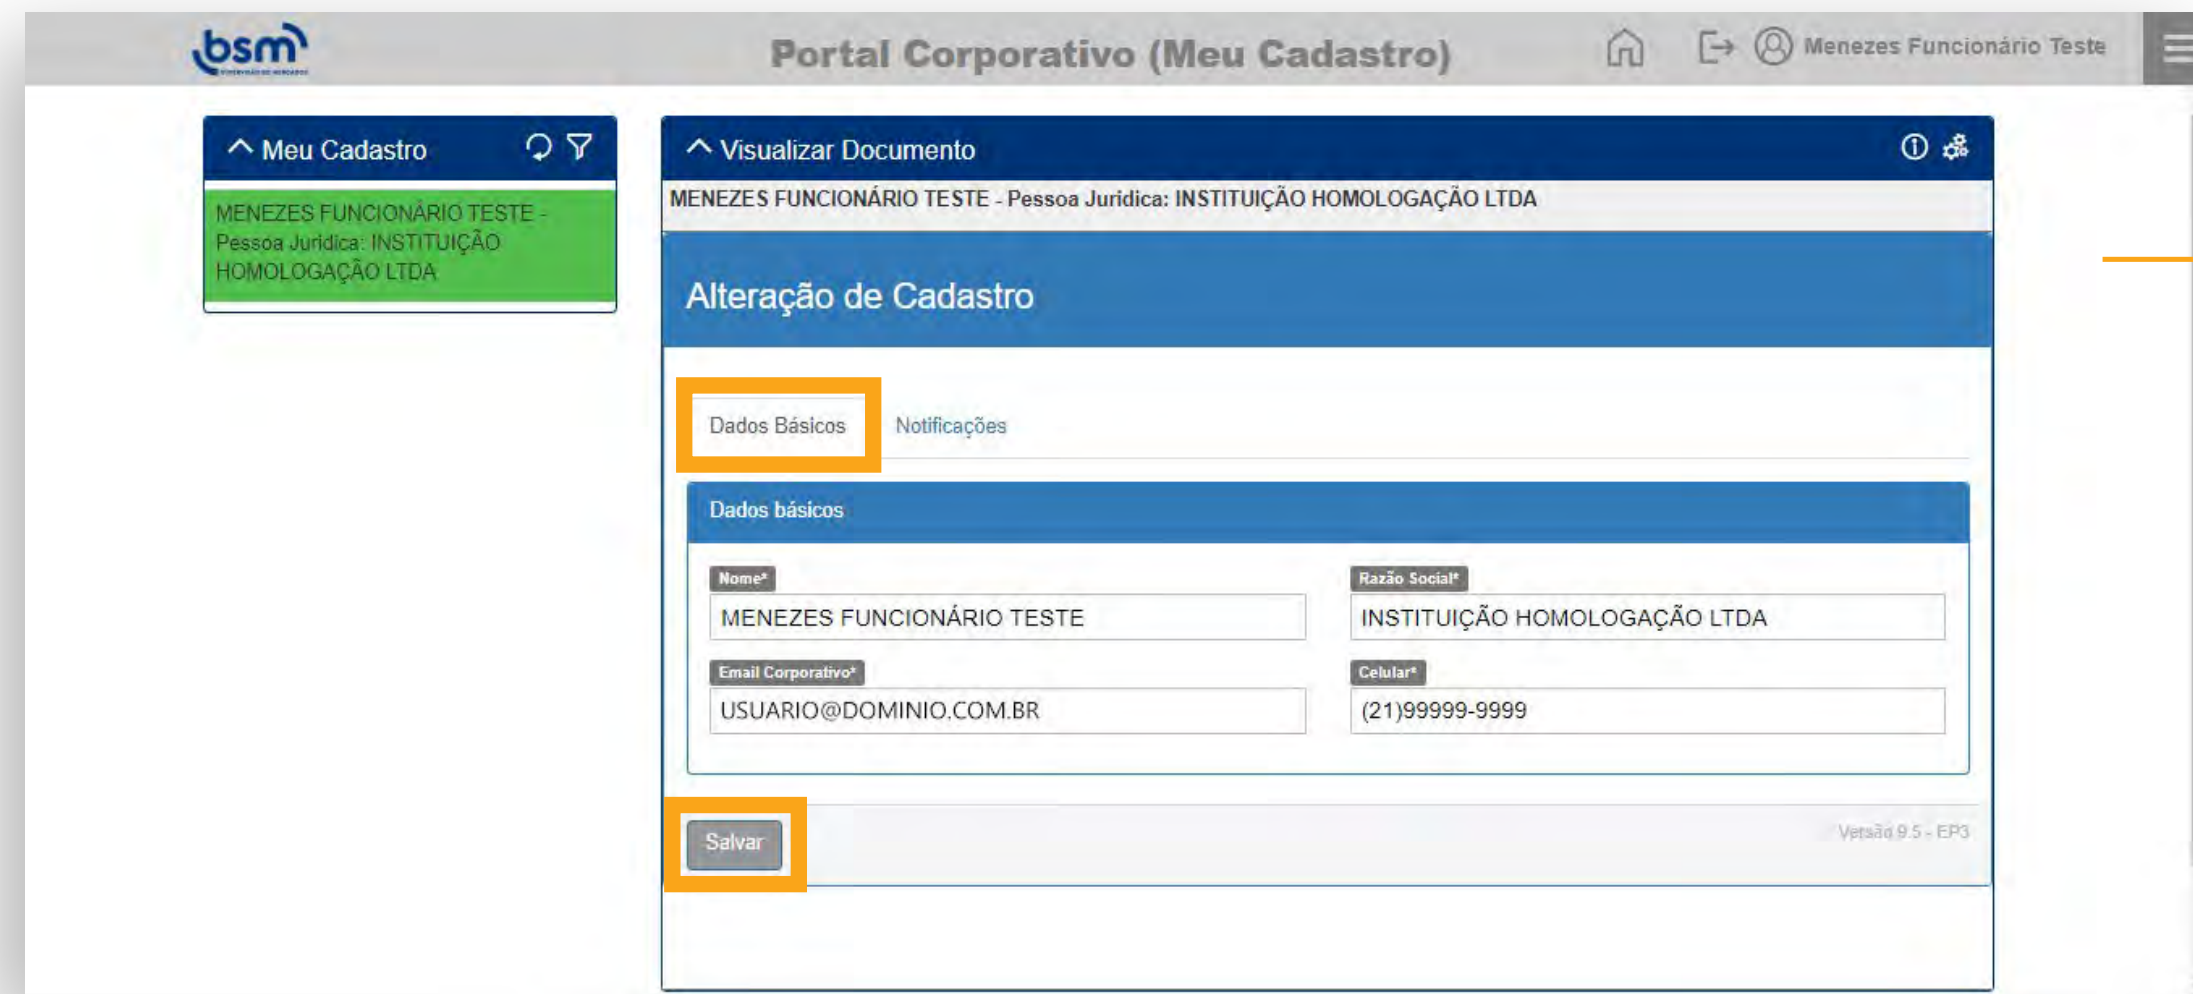 bsm
SUPERVISÃO DE MERCADOS
Portal Corporativo (Meu Cadastro)
Menezes Funcionário Teste
Meu Cadastro
MENEZES FUNCIONÁRIO TESTE -
Pessoa Juridica: INSTITUIÇÃO
HOMOLOGAÇÃO LTDA
Visualizar Documento
MENEZES FUNCIONÁRIO TESTE - Pessoa Juridica: INSTITUIÇÃO HOMOLOGAÇÃO LTDA
Alteração de Cadastro
Dados Básicos
Notificações
Dados básicos
Nome*
MENEZES FUNCIONÁRIO TESTE
Razão Social*
INSTITUIÇÃO HOMOLOGAÇÃO LTDA
Email Corporativo*
USUARIO@DOMINIO.COM.BR
Celular*
(21)99999-9999
Salvar
Versão 9.5 - EP3